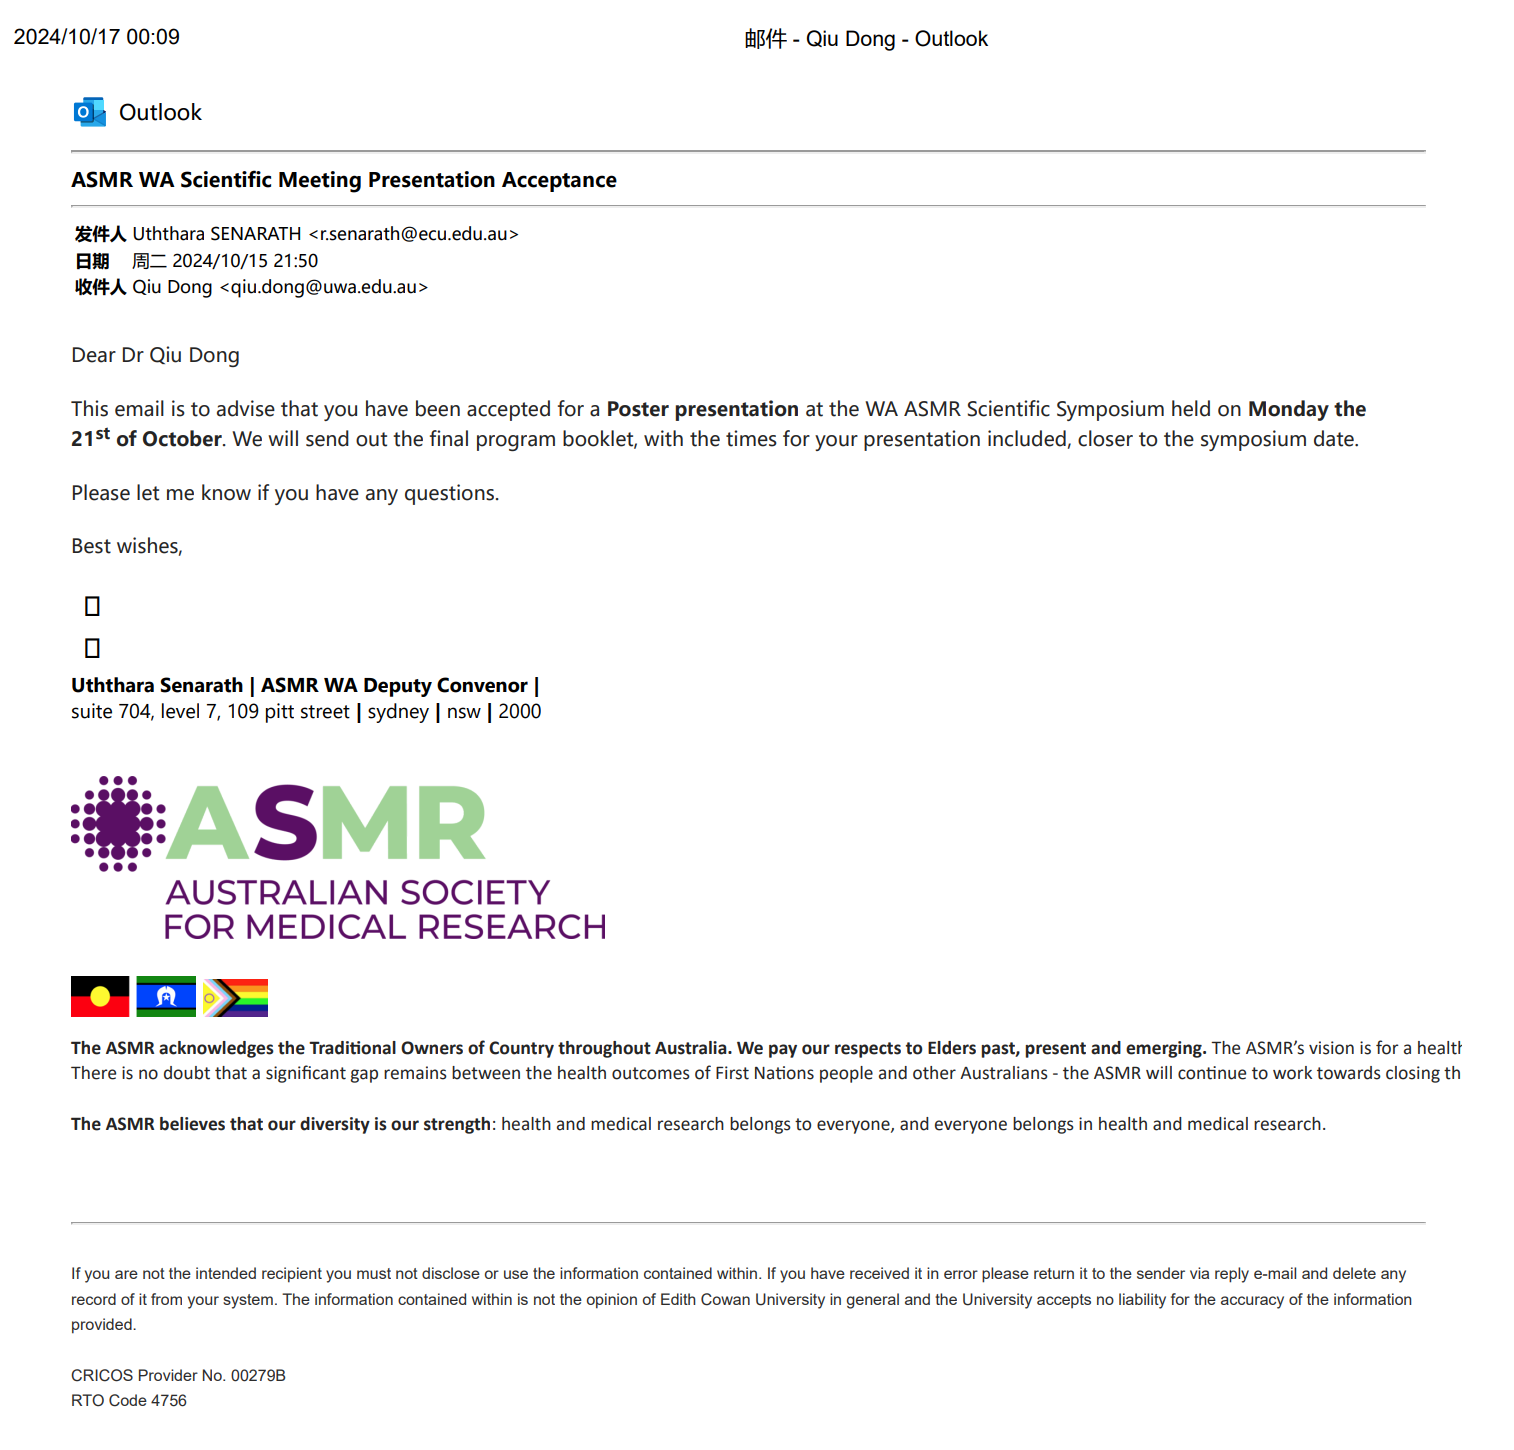 2024/10/17 00:09
邮件 - Qiu Dong - Outlook
Outlook
ASMR WA Scientific Meeting Presentation Acceptance
发件人 Uththara SENARATH <r.senarath@ecu.edu.au>
日期 周二 2024/10/15 21:50
收件人 Qiu Dong <qiu.dong@uwa.edu.au>
Dear Dr Qiu Dong
This email is to advise that you have been accepted for a Poster presentation at the WA ASMR Scientific Symposium held on Monday the
21st of October. We will send out the final program booklet, with the times for your presentation included, closer to the symposium date.
Please let me know if you have any questions.
Best wishes,
Uththara Senarath | ASMR WA Deputy Convenor |
suite 704, level 7, 109 pitt street | sydney | nsw | 2000
ASMR
AUSTRALIAN SOCIETY
FOR MEDICAL RESEARCH
The ASMR acknowledges the Traditional Owners of Country throughout Australia. We pay our respects to Elders past, present and emerging. The ASMR's vision is for a healt
There is no doubt that a significant gap remains between the health outcomes of First Nations people and other Australians - the ASMR will continue to work towards closing th
The ASMR believes that our diversity is our strength: health and medical research belongs to everyone, and everyone belongs in health and medical research.
If you are not the intended recipient you must not disclose or use the information contained within. If you have received it in error please return it to the sender via reply e-mail and delete any
record of it from your system. The information contained within is not the opinion of Edith Cowan University in general and the University accepts no liability for the accuracy of the information
provided.
CRICOS Provider No. 00279B
RTO Code 4756